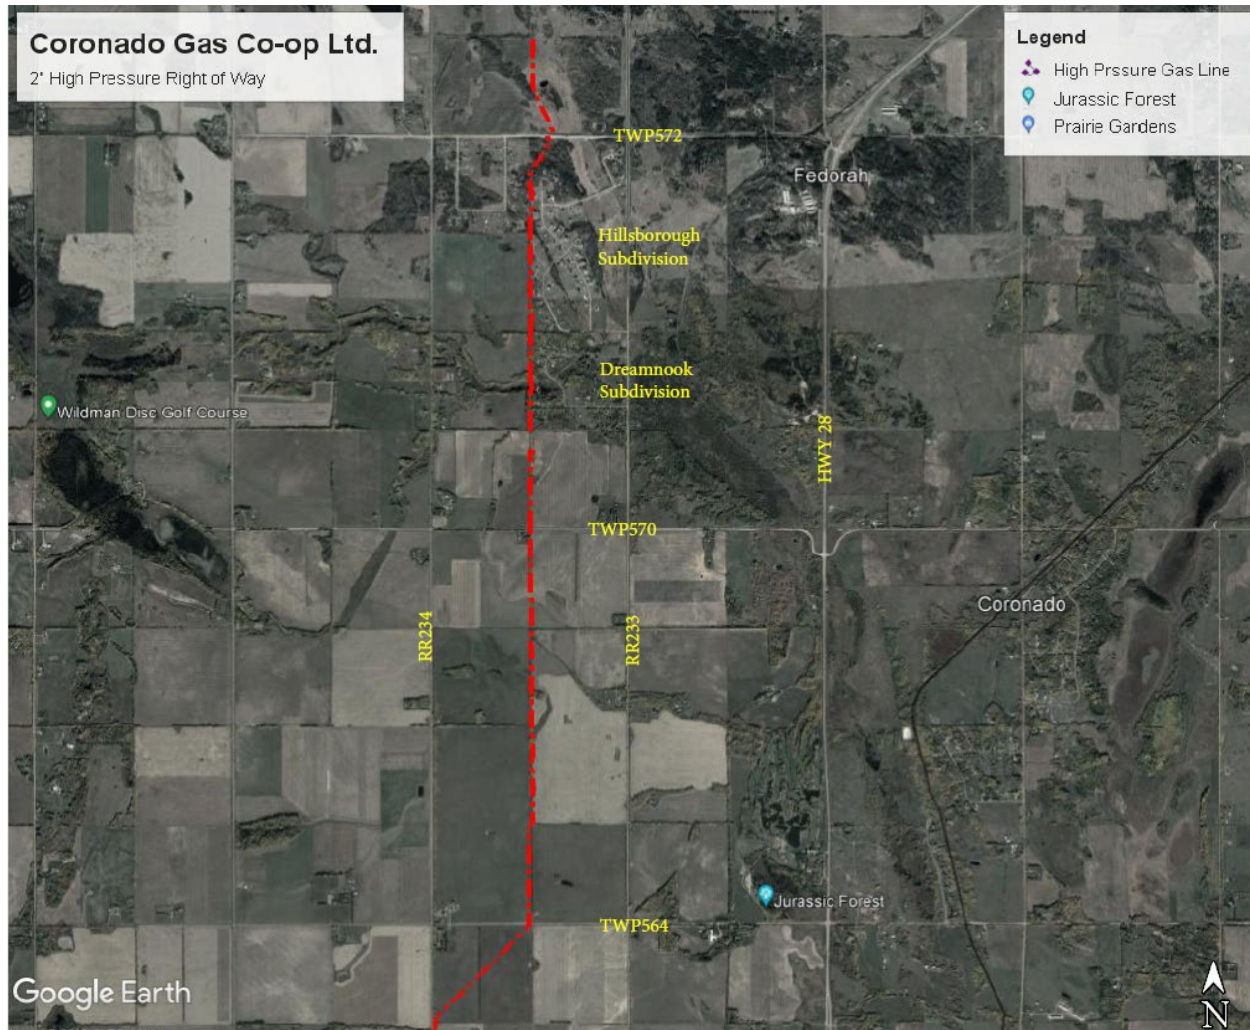 Coronado Gas Co-op Ltd.
2" High Pressure Right of Way
Legend
High Prssure Gas Line
Jurassic Forest
Prairie Gardens
TWP572
Fedorah
Hillsborough
Subdivision
Dreamnook
Subdivision
Wildman Disc Golf Course
HWY 28
TWP570
Coronado
RR234
RR233
Jurassic Forest
TWP564
Google Earth
N